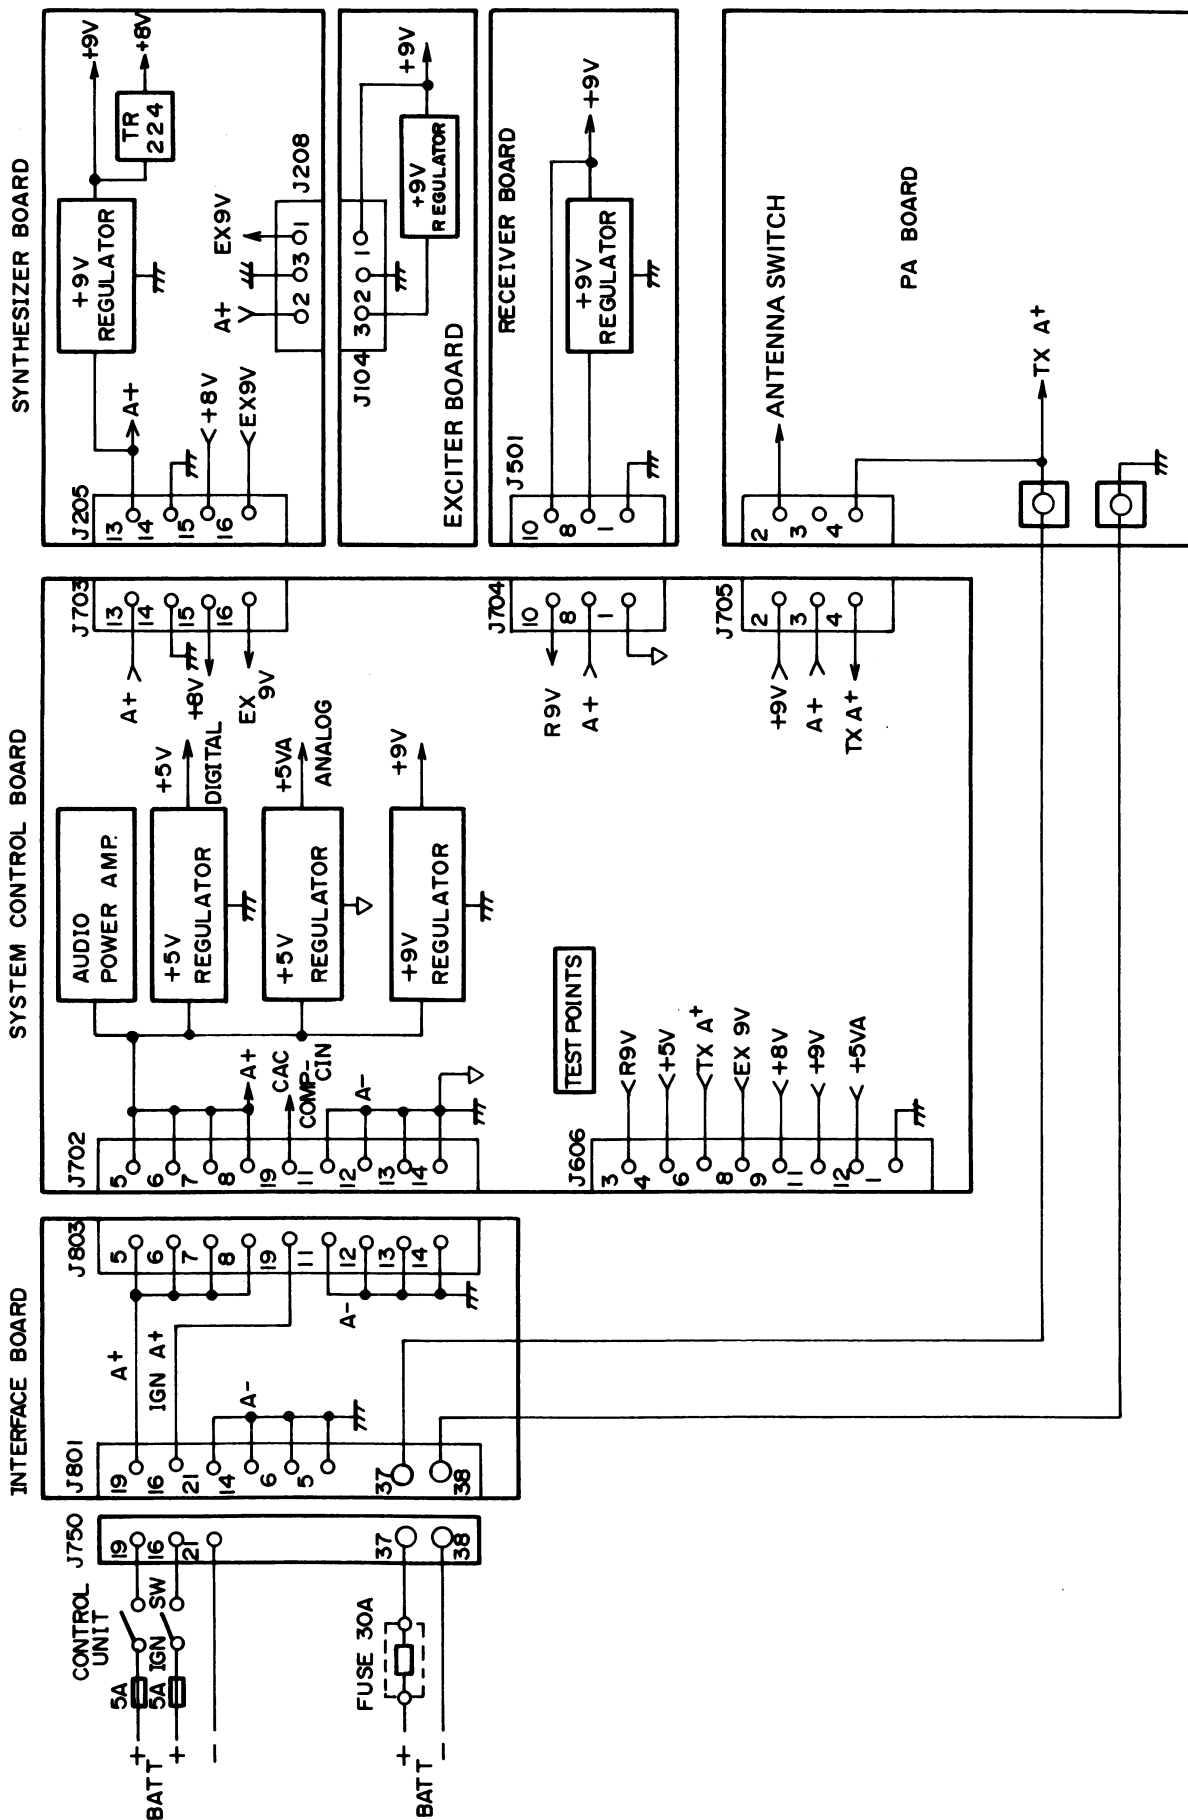 SYNTHESIZER BOARD
J205
13
14
15
16
A+
+8V
EX9V
+9V
REGULATOR
TR
224
+9V
+8V
A+
EX9V
2
3
1
J208
J104
3
2
1
+9V
REGULATOR
+9V
EXCITER BOARD
RECEIVER BOARD
J501
10
8
1
+9V
REGULATOR
+9V
PA BOARD
2
3
4
ANTENNA SWITCH
TX A+
SYSTEM CONTROL BOARD
J702
5
6
7
8
19
11
12
13
14
A+
CAC
COMP-
CIN
A-
AUDIO
POWER AMP.
+5V
REGULATOR
+5V
DIGITAL
+5V
REGULATOR
+5VA
ANALOG
+9V
REGULATOR
+9V
J703
13
14
15
16
A+
+8V
EX
9V
J704
10
8
1
R9V
A+
J705
2
3
4
+9V
A+
TX A+
TEST POINTS
J606
3
4
6
8
9
11
12
1
R9V
+5V
TX A+
EX 9V
+8V
+9V
+5VA
INTERFACE BOARD
J801
19
16
21
14
6
5
37
38
A+
IGN A+
A-
J803
5
6
7
8
19
11
12
13
14
A-
J750
19
16
21
37
38
CONTROL
UNIT
5A
5A IGN SW
+
BATT
+
-
FUSE 30A
+
BATT
-